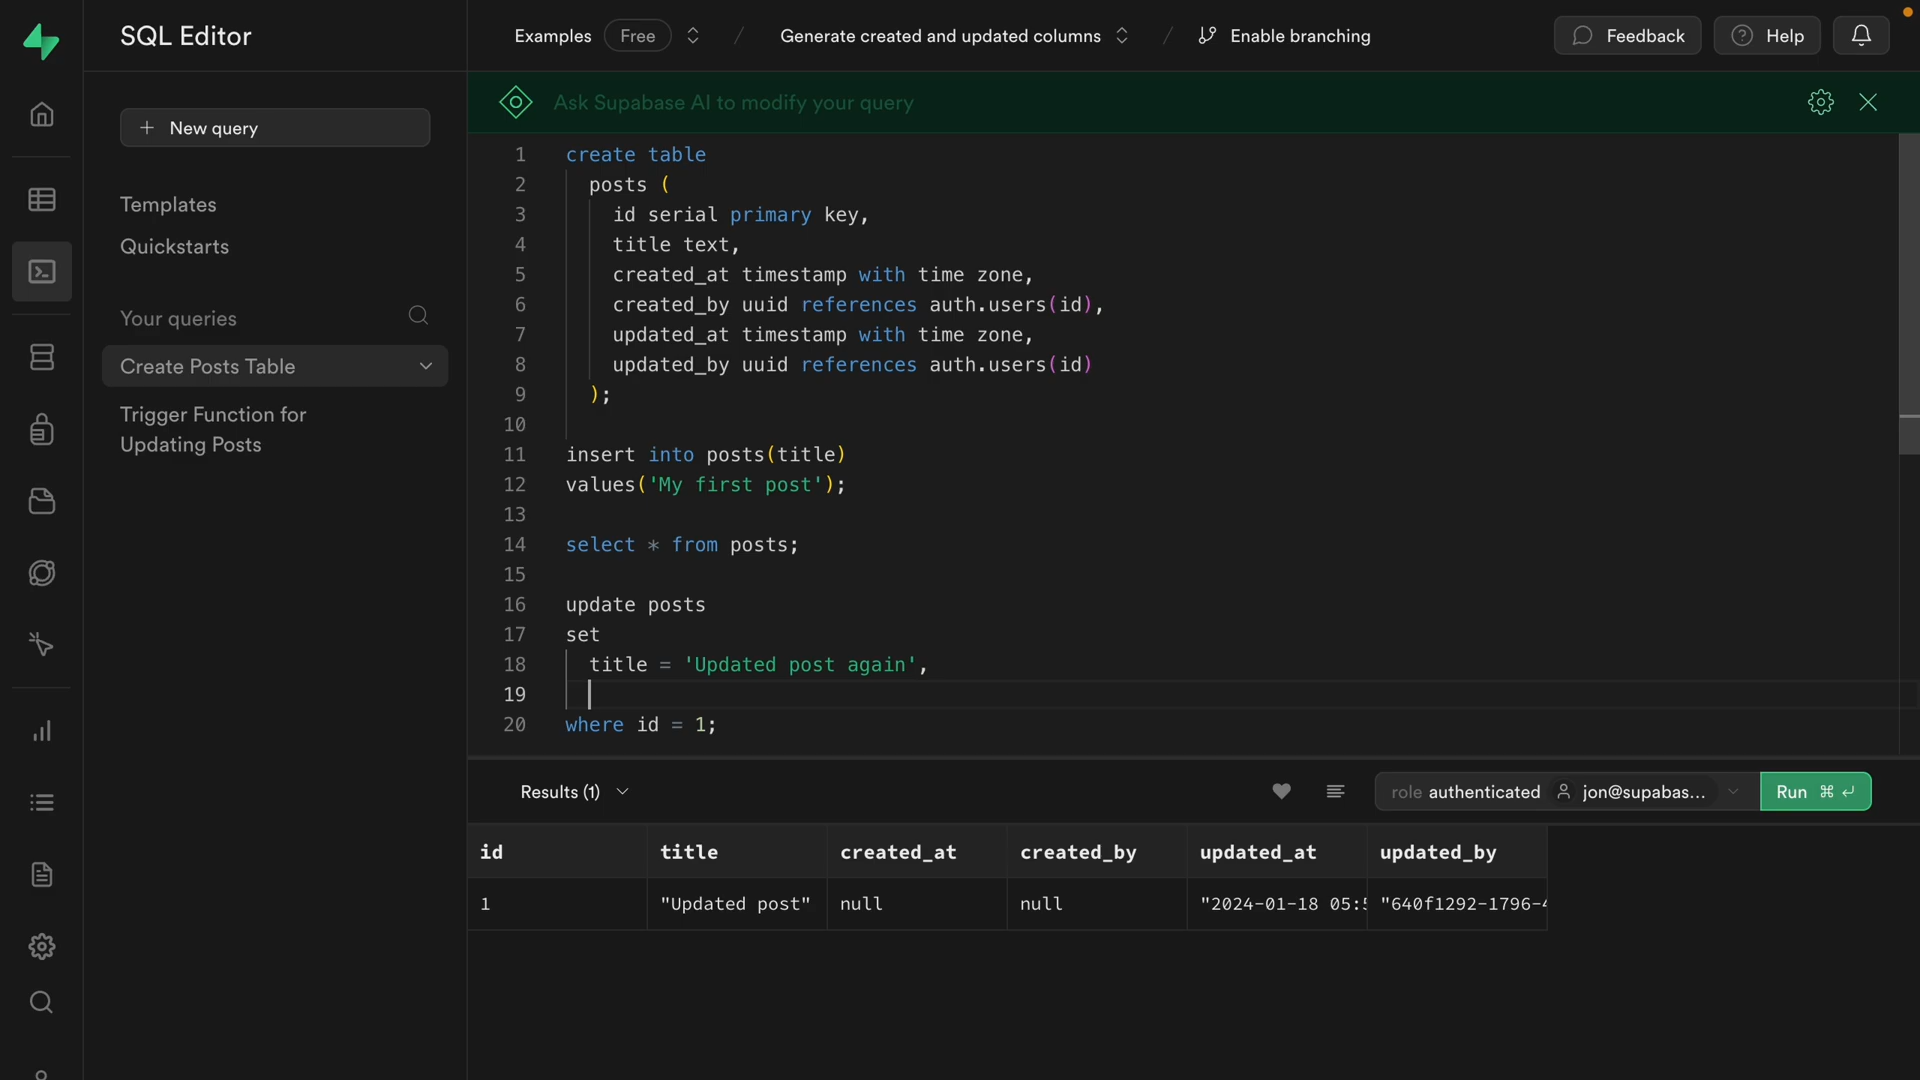 SQL Editor
Examples Free / Generate created and updated columns / Enable branching
Feedback
Help
New query
Templates
Quickstarts
Your queries
Create Posts Table
Trigger Function for
Updating Posts
Ask Supabase AI to modify your query
1 create table
2 posts (
3 id serial primary key,
4 title text,
5 created_at timestamp with time zone,
6 created_by uuid references auth.users(id),
7 updated_at timestamp with time zone,
8 updated_by uuid references auth.users(id)
9 );
10
11 insert into posts(title)
12 values('My first post');
13
14 select * from posts;
15
16 update posts
17 set
18 title = 'Updated post again',
19
20 where id = 1;
Results (1)
role authenticated jon@supabas...
Run ⌘ ↵
id title created_at created_by updated_at updated_by
1 "Updated post" null null "2024-01-18 05:5 "640f1292-1796-4